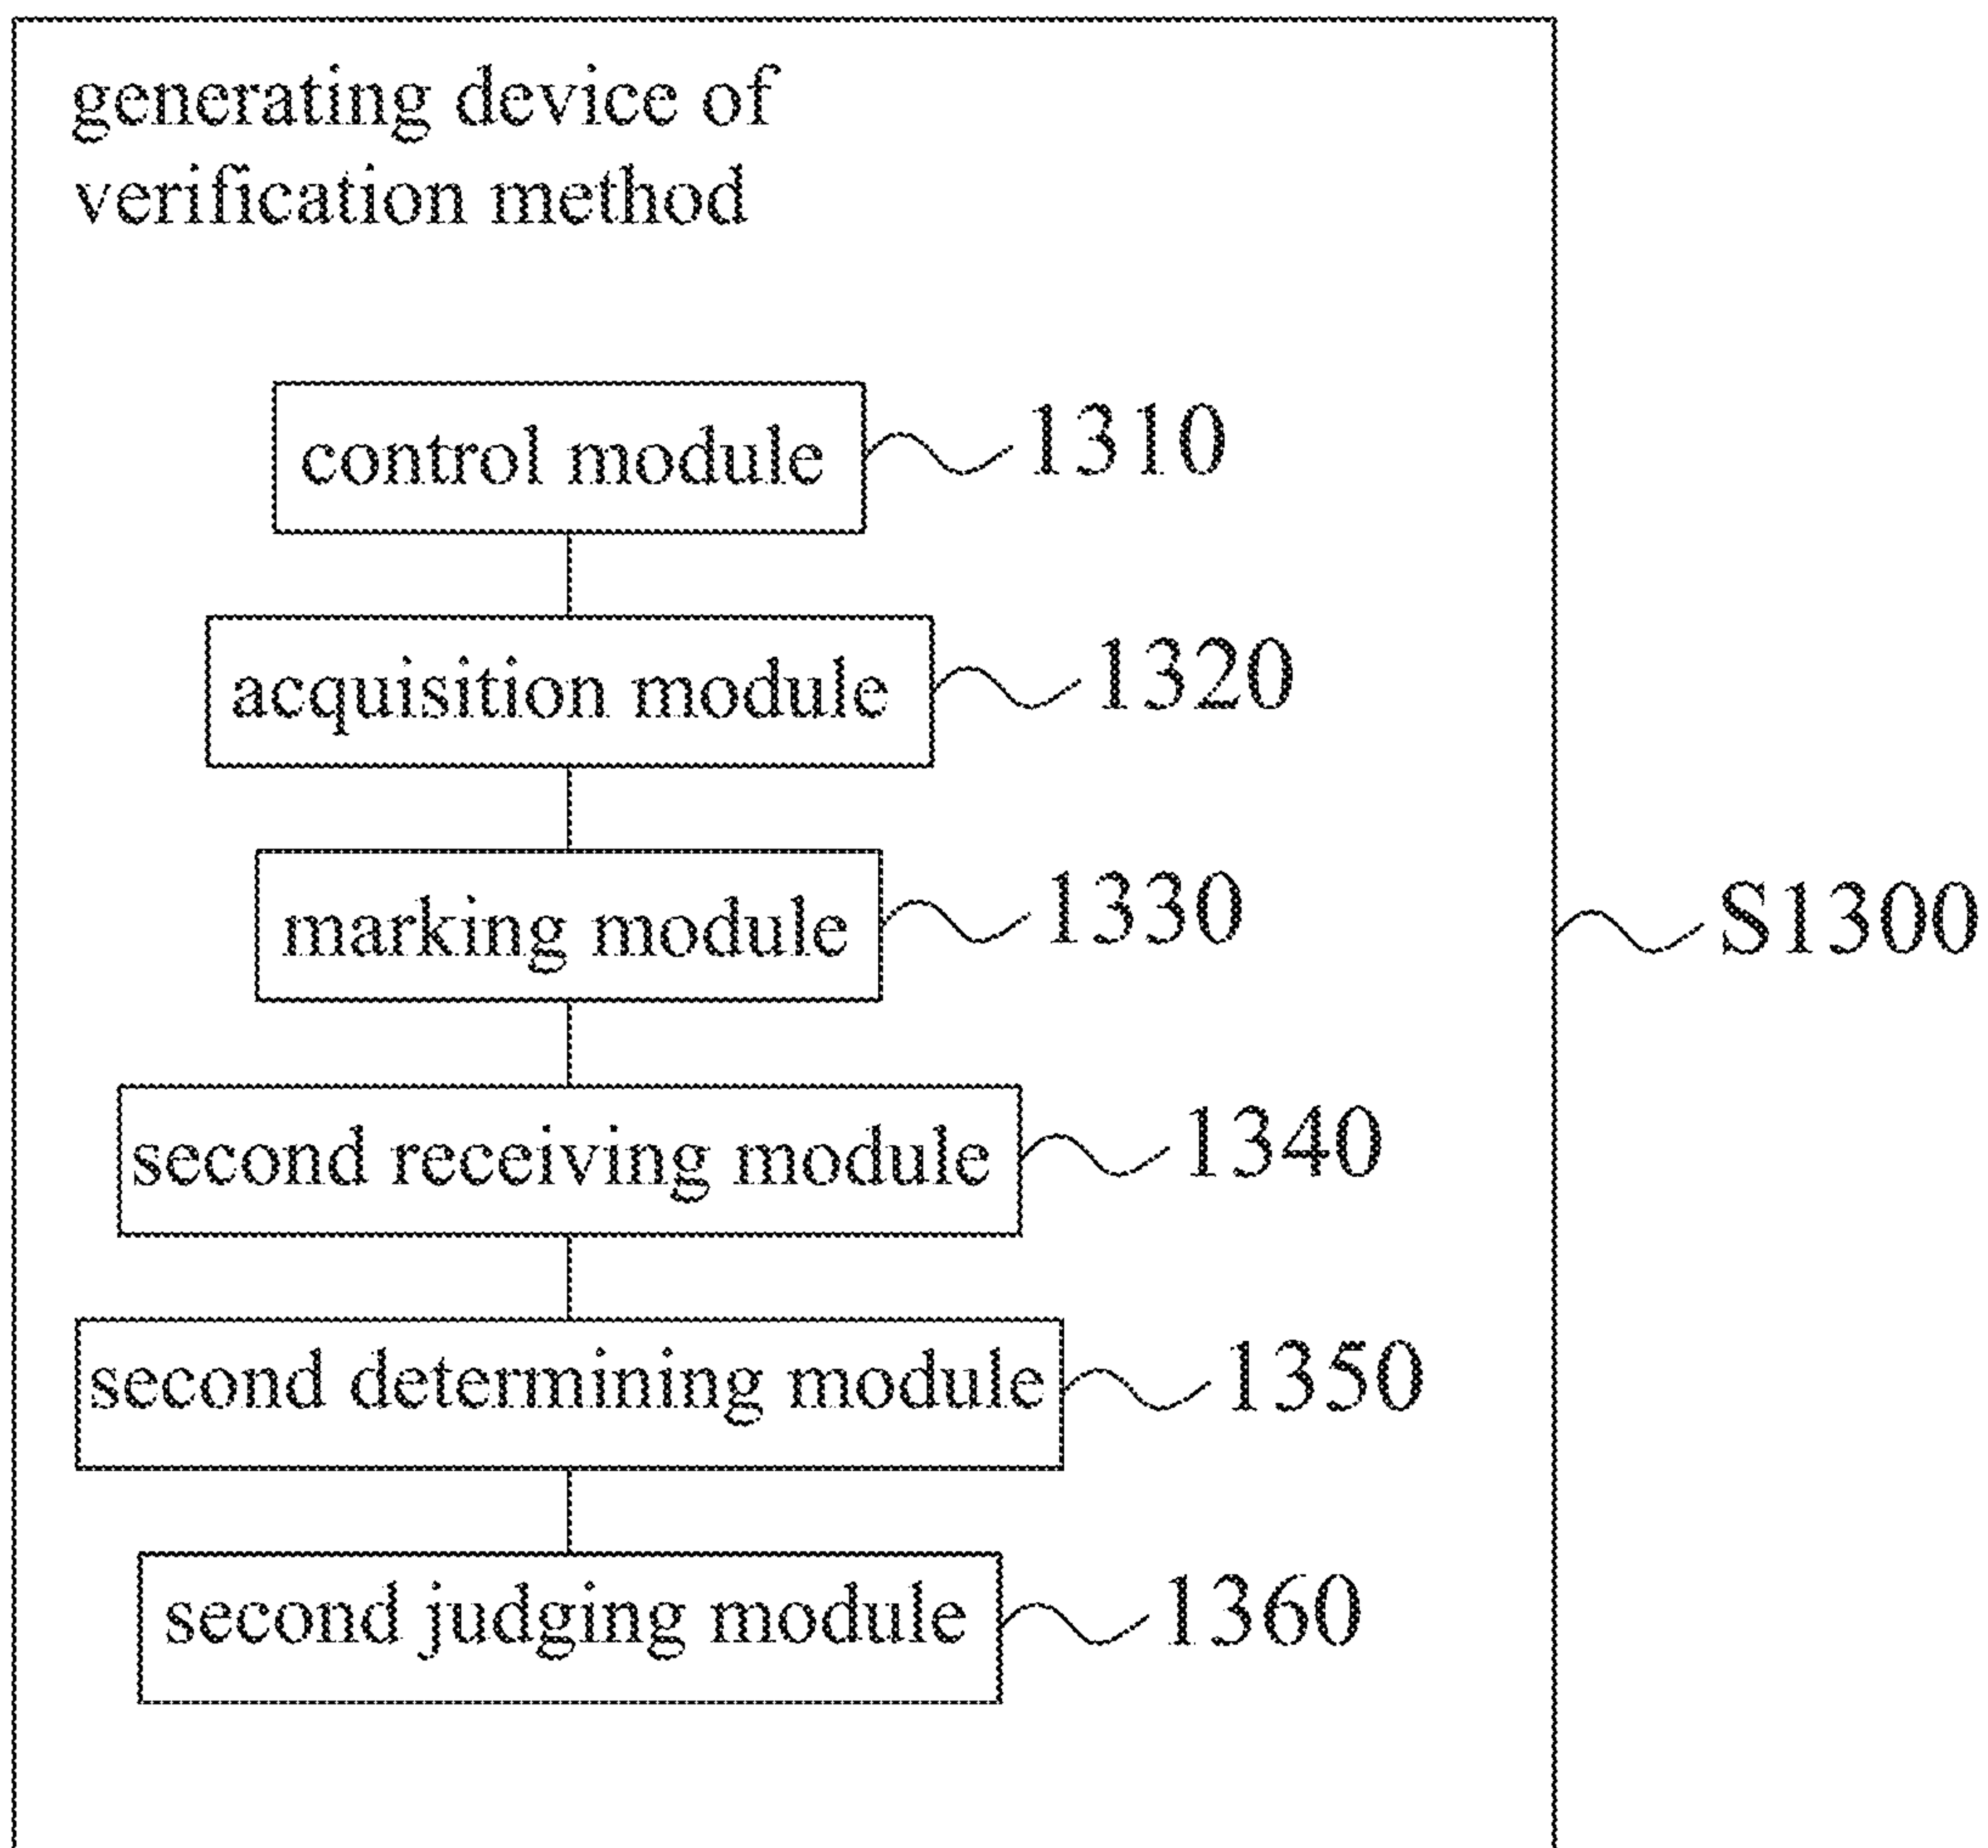 generating device of
verification method
control module 1310
acquisition module 1320
marking module 1330
S1300
second receiving module 1340
second determining module 1350
second judging module 1360